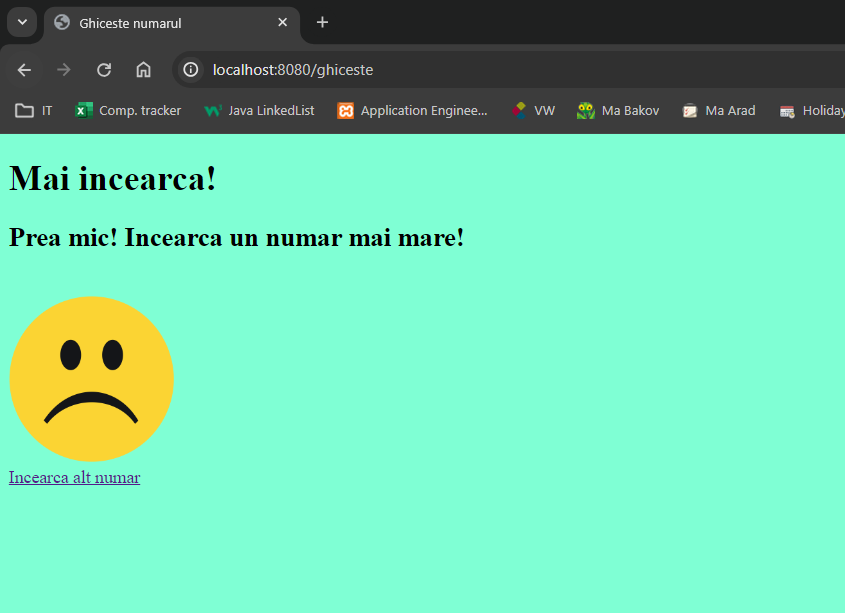 Ghiceste numarul
localhost:8080/ghiceste
IT
Comp. tracker
Java LinkedList
Application Enginee...
VW
Ma Bakov
Ma Arad
Holiday
Mai incearca!
Prea mic! Incearca un numar mai mare!
Incearca alt numar